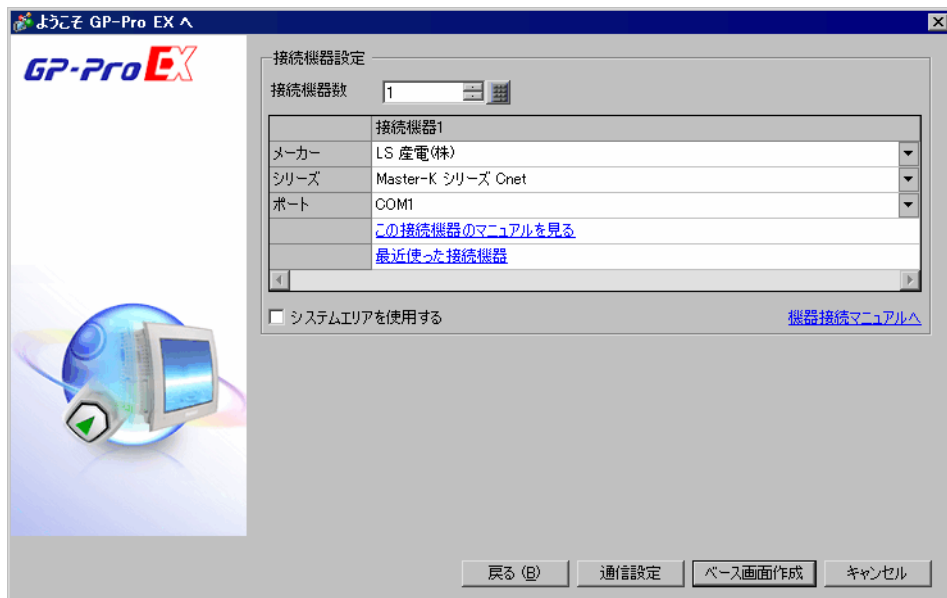 ようこそ GP-Pro EX へ
GP-Pro EX
接続機器設定
接続機器数 1
接続機器1
メーカー LS 産電(株)
シリーズ Master-K シリーズ Cnet
ポート COM1
この接続機器のマニュアルを見る
最近使った接続機器
システムエリアを使用する 機器接続マニュアルへ
戻る (B) 通信設定 ベース画面作成 キャンセル